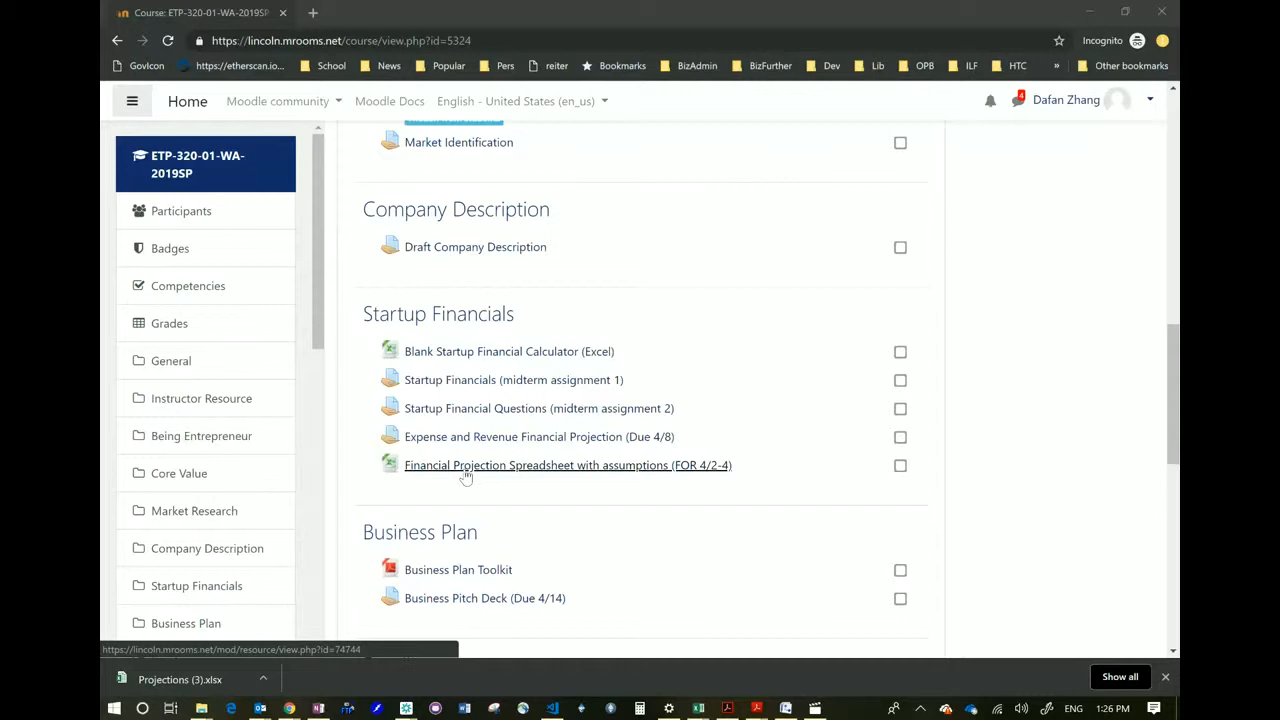 Course: ETP-320-01-WA-2019SP
https://lincoln.mrooms.net/course/view.php?id=5324
Incognito
GovIcon
https://etherscan.io...
School
News
Popular
Pers
reiter
Bookmarks
BizAdmin
BizFurther
Dev
Lib
OPB
ILF
HTC
»
Other bookmarks
Home
Moodle community
Moodle Docs
English - United States (en_us)
4
Dafan Zhang
ETP-320-01-WA-
2019SP
Participants
Badges
Competencies
Grades
General
Instructor Resource
Being Entrepreneur
Core Value
Market Research
Company Description
Startup Financials
Business Plan
Market Identification
Company Description
Draft Company Description
Startup Financials
Blank Startup Financial Calculator (Excel)
Startup Financials (midterm assignment 1)
Startup Financial Questions (midterm assignment 2)
Expense and Revenue Financial Projection (Due 4/8)
Financial Projection Spreadsheet with assumptions (FOR 4/2-4)
Business Plan
Business Plan Toolkit
Business Pitch Deck (Due 4/14)
https://lincoln.mrooms.net/mod/resource/view.php?id=74744
Projections (3).xlsx
Show all
ENG
1:26 PM